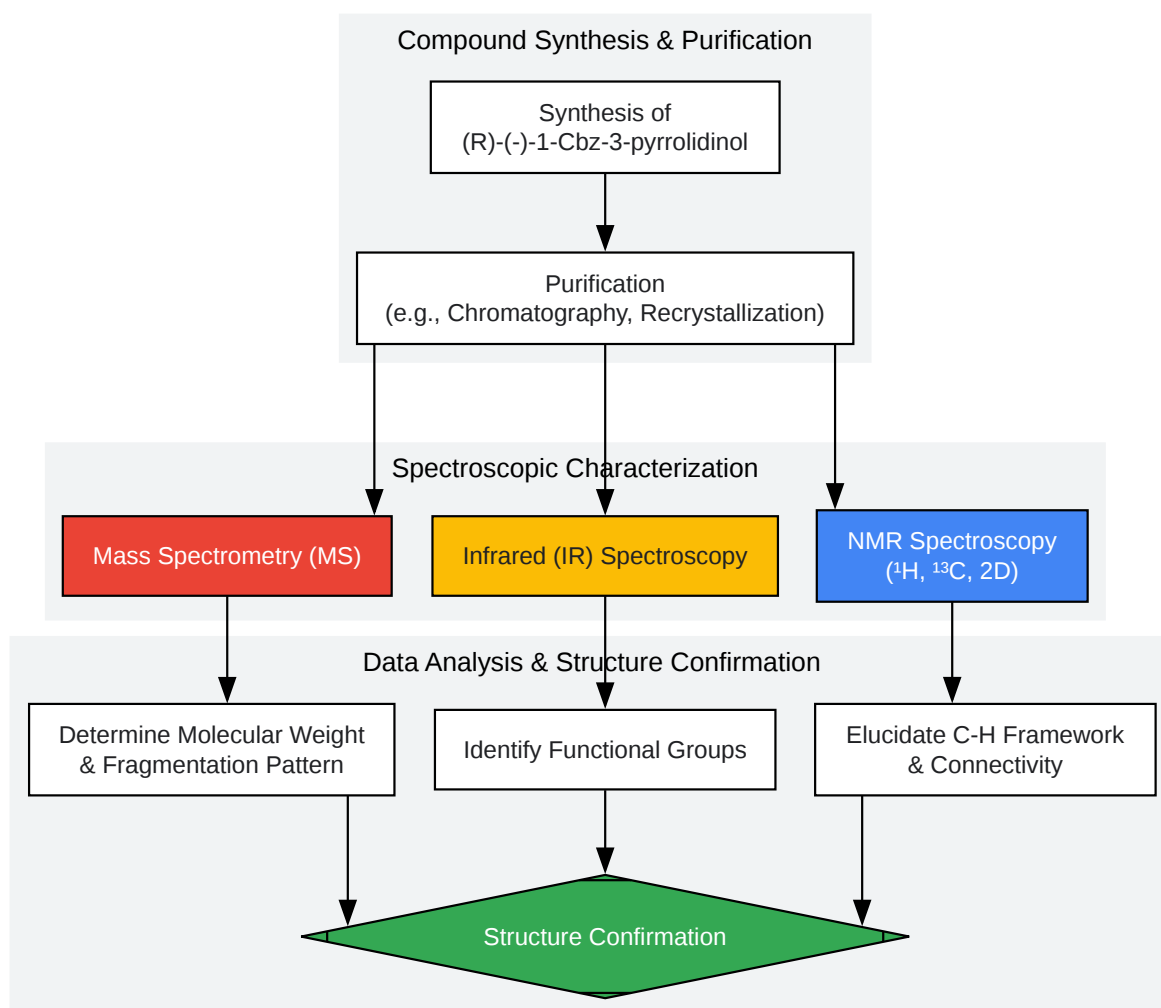 Compound Synthesis & Purification
Synthesis of
(R)-(-)-1-Cbz-3-pyrrolidinol
Purification
(e.g., Chromatography, Recrystallization)
Spectroscopic Characterization
Mass Spectrometry (MS)
Infrared (IR) Spectroscopy
NMR Spectroscopy
(¹H, ¹³C, 2D)
Data Analysis & Structure Confirmation
Determine Molecular Weight
& Fragmentation Pattern
Identify Functional Groups
Elucidate C-H Framework
& Connectivity
Structure Confirmation